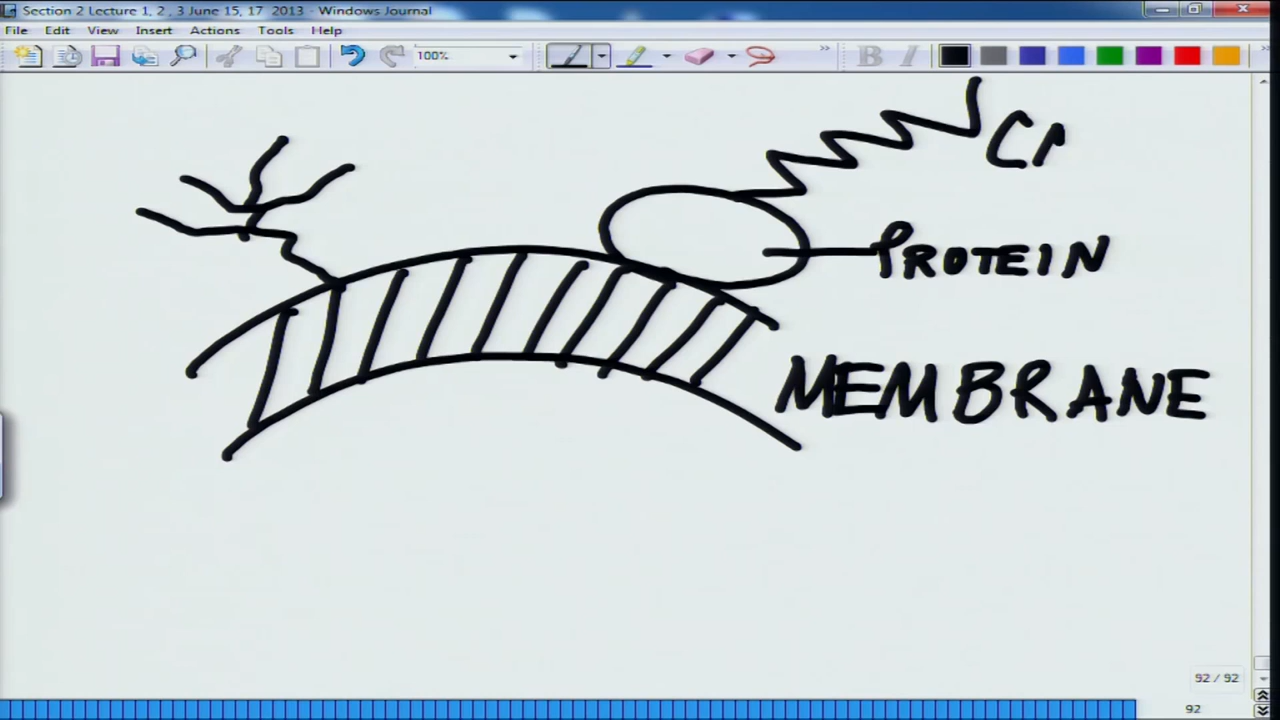 Section 2 Lecture 1, 2 , 3 June 15, 17 2013 - Windows Journal
File Edit View Insert Actions Tools Help
100%
B I
PROTEIN
MEMBRANE
92 / 92
92